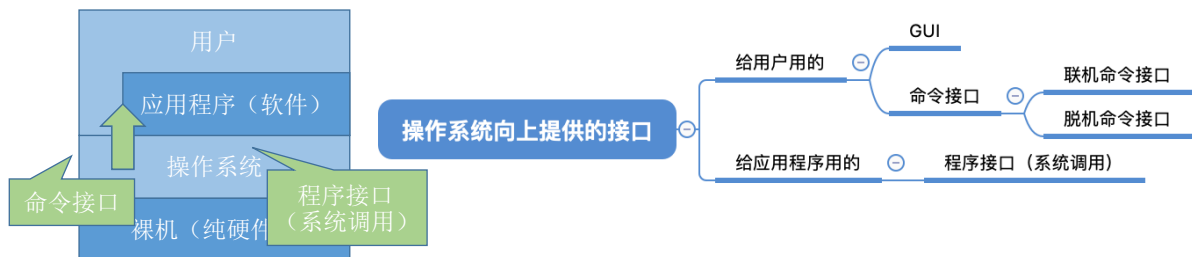 用户
应用程序（软件）
操作系统
命令接口
程序接口
（系统调用）
裸机（纯硬件
操作系统向上提供的接口
给用户用的
GUI
命令接口
联机命令接口
脱机命令接口
给应用程序用的
程序接口（系统调用）